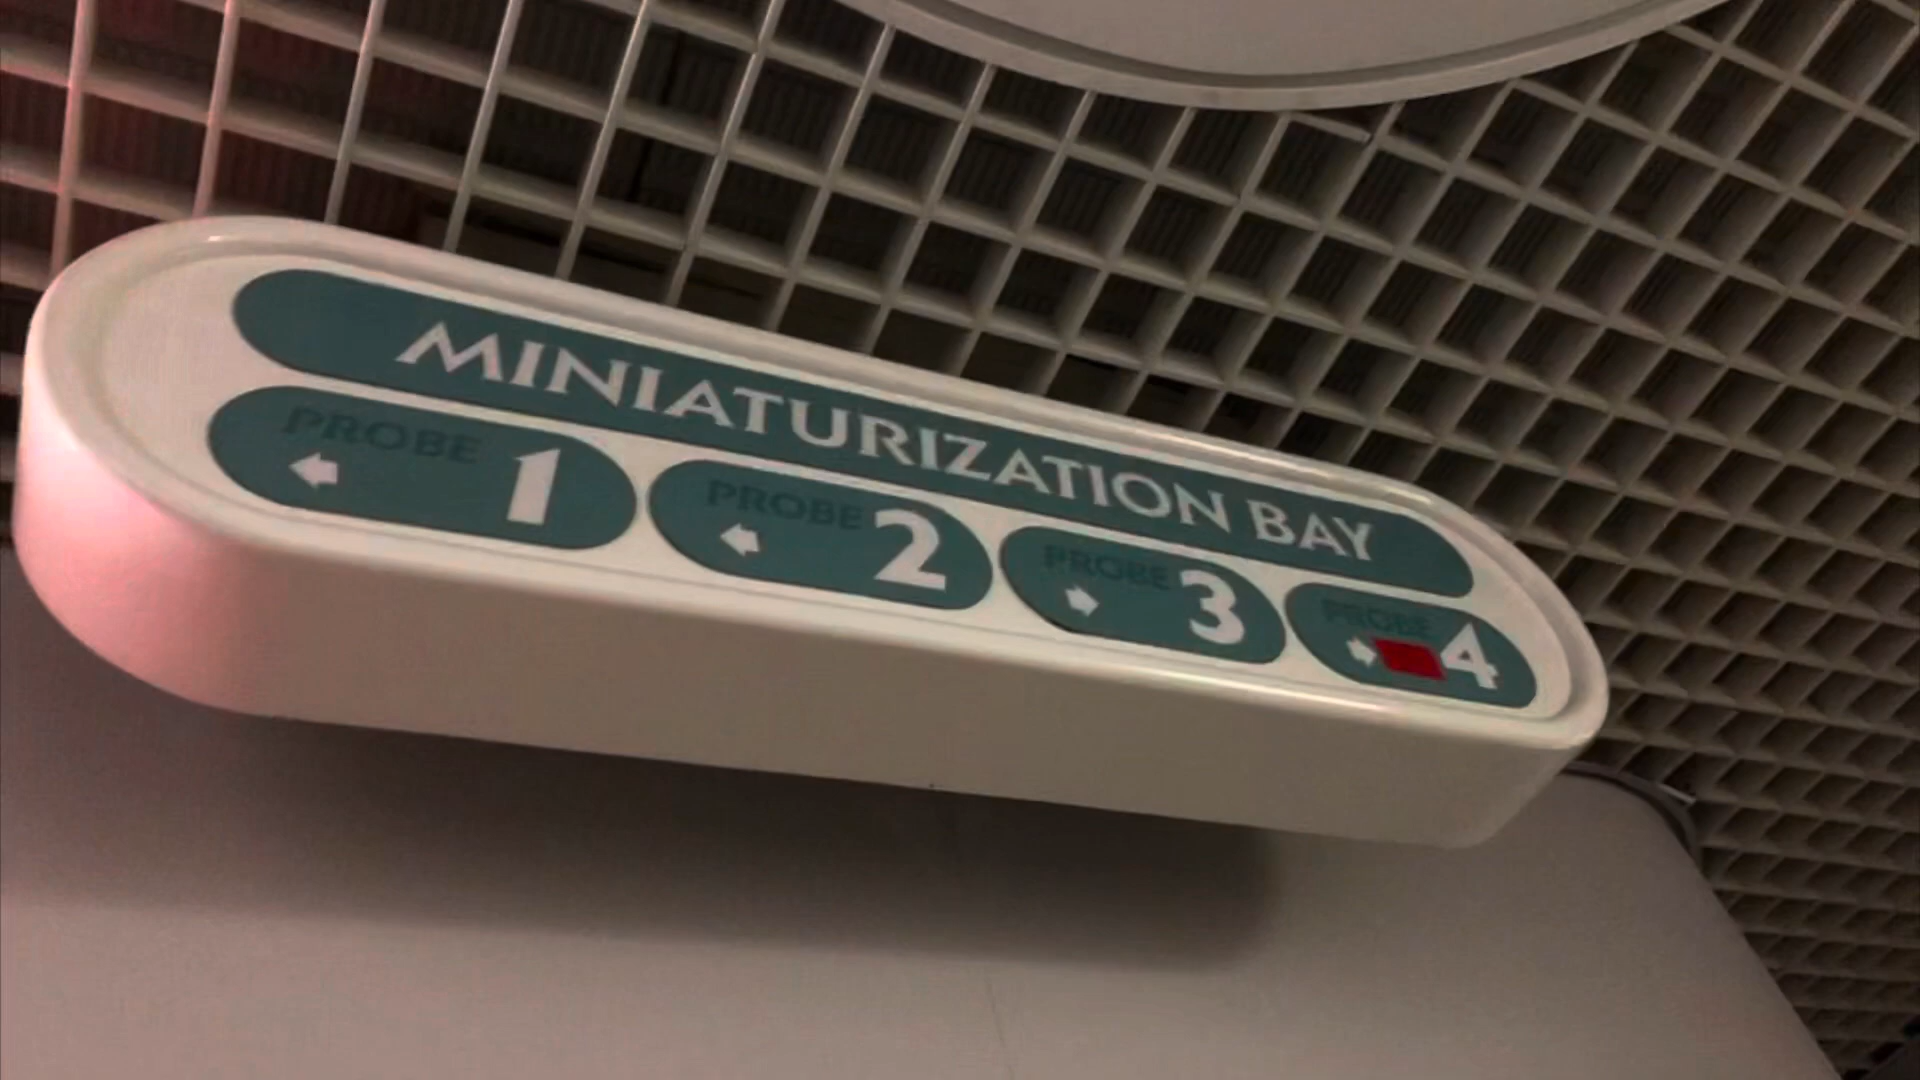 MINIATURIZATION BAY
PROBE 1
PROBE 2
PROBE 3
PROBE 4